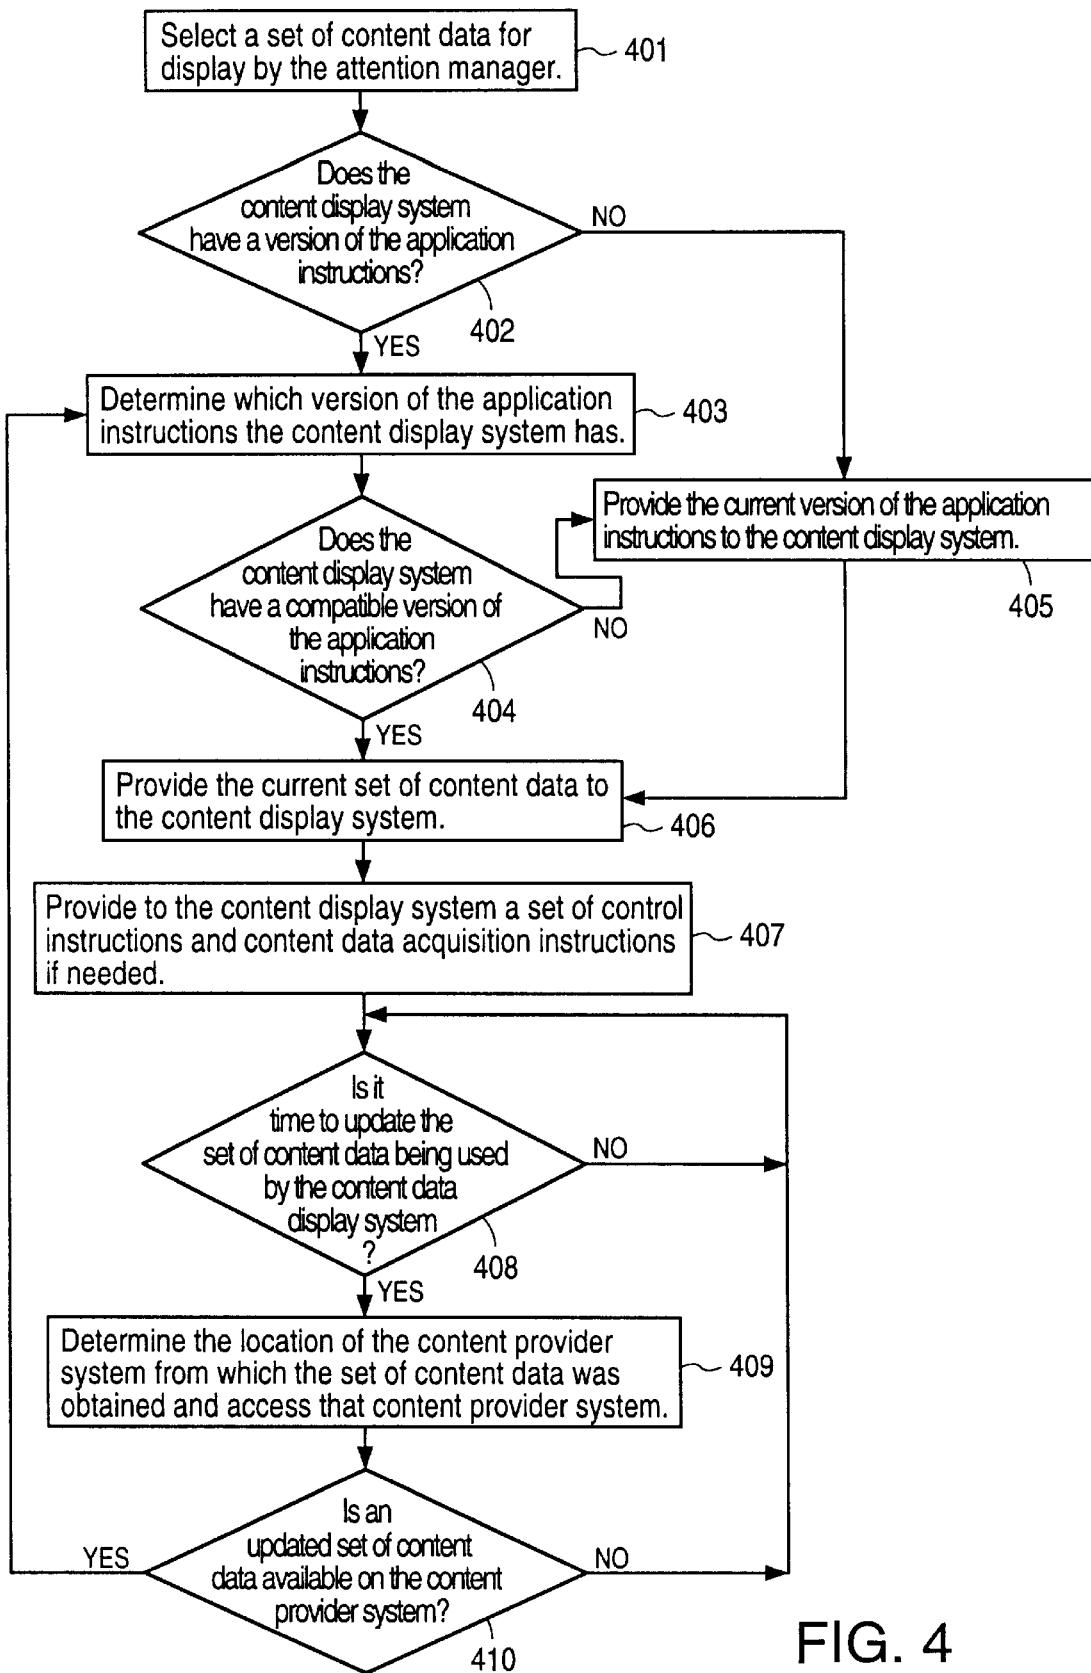 Select a set of content data for
display by the attention manager.
401
Does the
content display system
have a version of the application
instructions?
NO
402
YES
Determine which version of the application
instructions the content display system has.
403
Provide the current version of the application
instructions to the content display system.
405
Does the
content display system
have a compatible version of
the application
instructions?
NO
404
YES
Provide the current set of content data to
the content display system.
406
Provide to the content display system a set of control
instructions and content data acquisition instructions
if needed.
407
Is it
time to update the
set of content data being used
by the content data
display system
?
NO
408
YES
Determine the location of the content provider
system from which the set of content data was
obtained and access that content provider system.
409
Is an
updated set of content
data available on the content
provider system?
YES
NO
410
FIG. 4